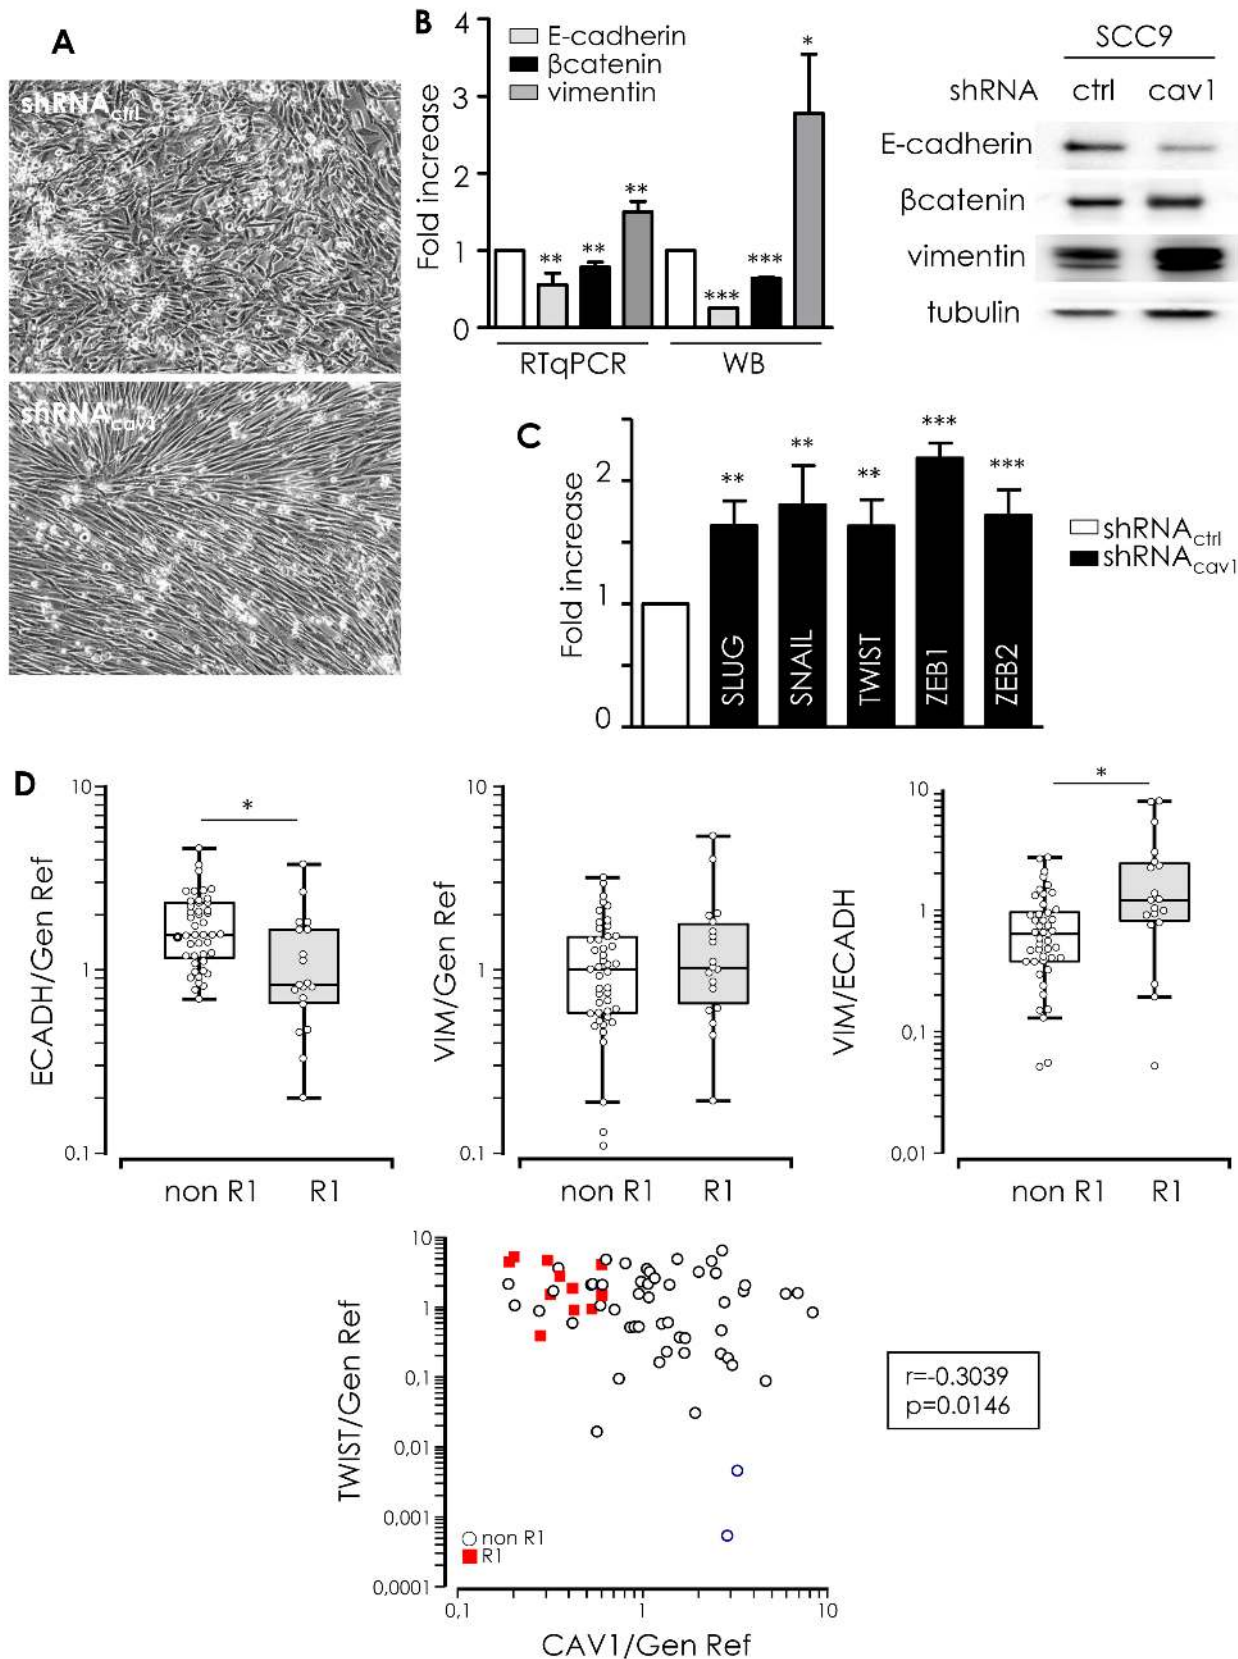 A
shRNActrl
shRNAcav1
B
Fold increase
4
3
2
1
0
E-cadherin
βcatenin
vimentin
**
**
**
***
***
*
RTqPCR
WB
SCC9
shRNA ctrl cav1
E-cadherin
βcatenin
vimentin
tubulin
C
Fold increase
2
1
0
**
**
**
***
***
SLUG
SNAIL
TWIST
ZEB1
ZEB2
shRNActrl
shRNAcav1
D
ECADH/Gen Ref
10
1
0.1
*
non R1 R1
VIM/Gen Ref
10
1
0.1
non R1 R1
VIM/ECADH
10
1
0,1
0,01
*
non R1 R1
TWIST/Gen Ref
10
1
0,1
0,01
0,001
0,0001
non R1
R1
0,1 1 10
CAV1/Gen Ref
r=-0.3039
p=0.0146